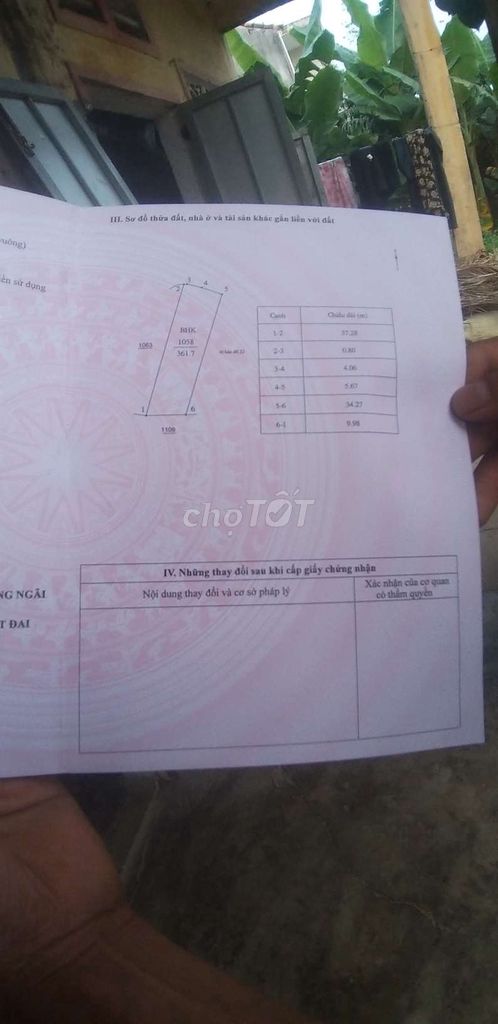 III. Sơ đồ thửa đất, nhà ở và tài sản khác gắn liền với đất
vuông)
ền sử dụng
3
4
2
5
BHK
1058
361.7
1063
1
6
1108
Cạnh Chiều dài (m)
1-2 37.28
2-3 0.80
3-4 4.06
4-5 5.67
5-6 34.27
6-1 9.98
chợTỐT
IV. Những thay đổi sau khi cấp giấy chứng nhận
Nội dung thay đổi và cơ sở pháp lý
Xác nhận của cơ quan
có thẩm quyền
NG NGÃI
T ĐAI